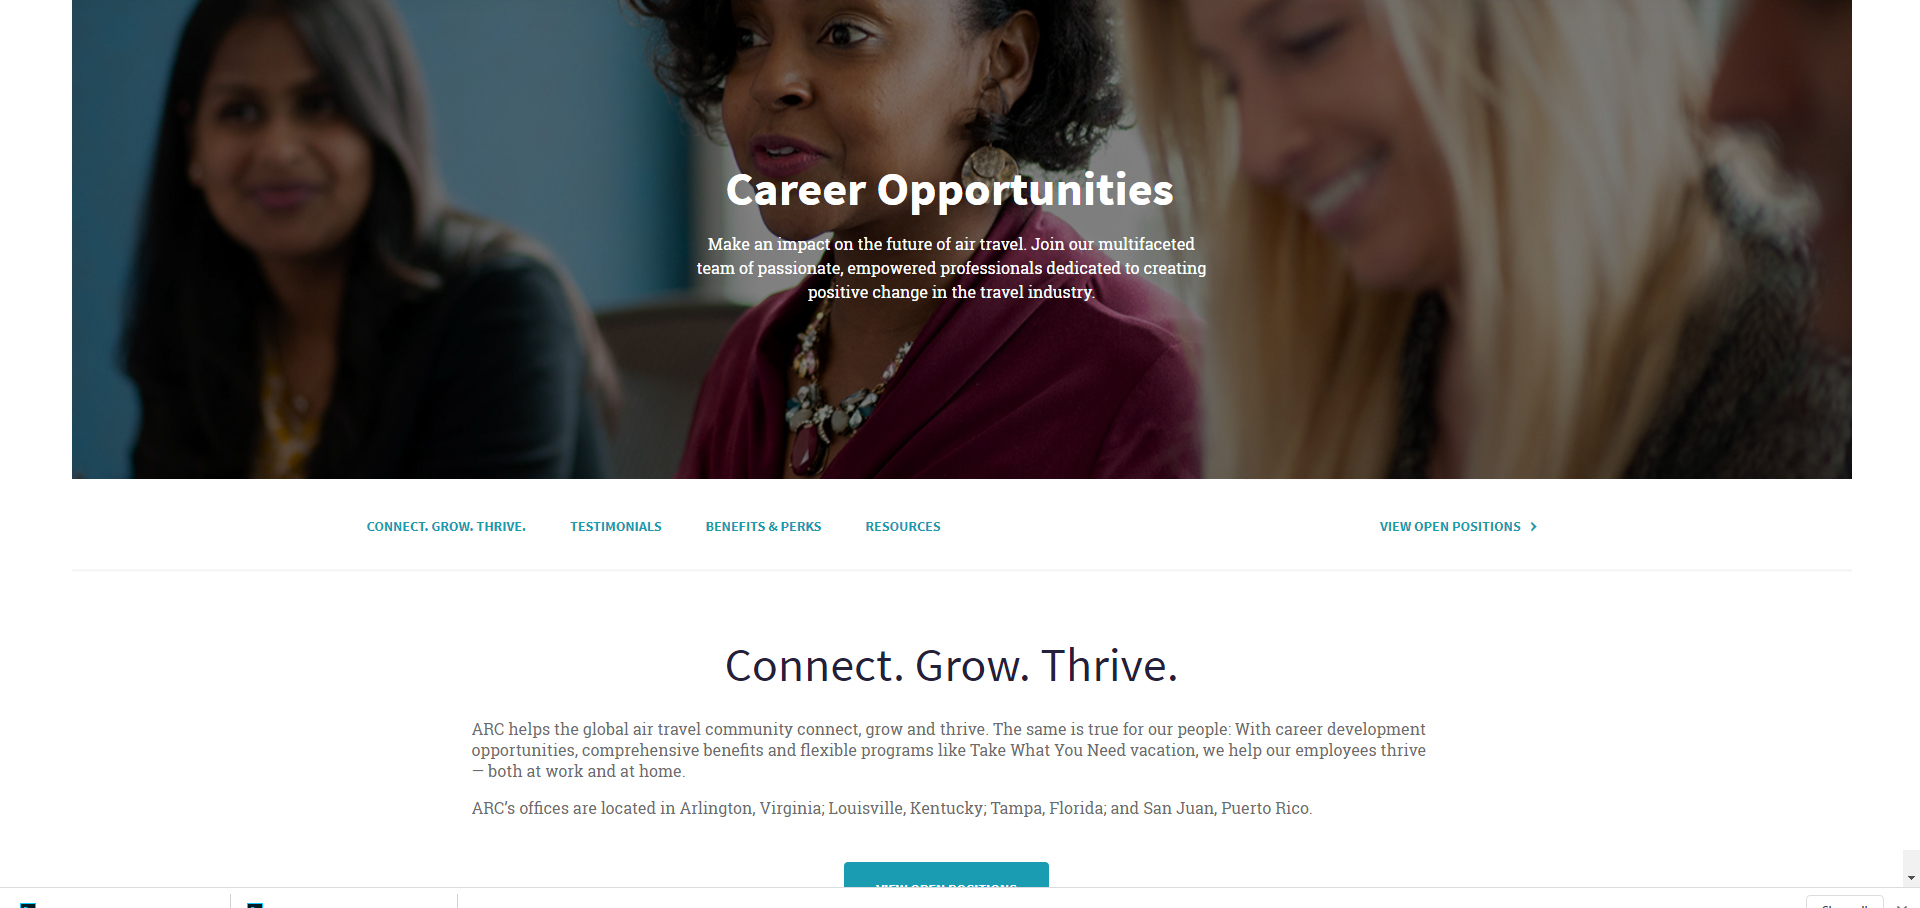 Career Opportunities
Make an impact on the future of air travel. Join our multifaceted
team of passionate, empowered professionals dedicated to creating
positive change in the travel industry.
CONNECT. GROW. THRIVE. TESTIMONIALS BENEFITS & PERKS RESOURCES VIEW OPEN POSITIONS
Connect. Grow. Thrive.
ARC helps the global air travel community connect, grow and thrive. The same is true for our people: With career development
opportunities, comprehensive benefits and flexible programs like Take What You Need vacation, we help our employees thrive
— both at work and at home.
ARC’s offices are located in Arlington, Virginia; Louisville, Kentucky; Tampa, Florida; and San Juan, Puerto Rico.
VIEW OPEN POSITIONS